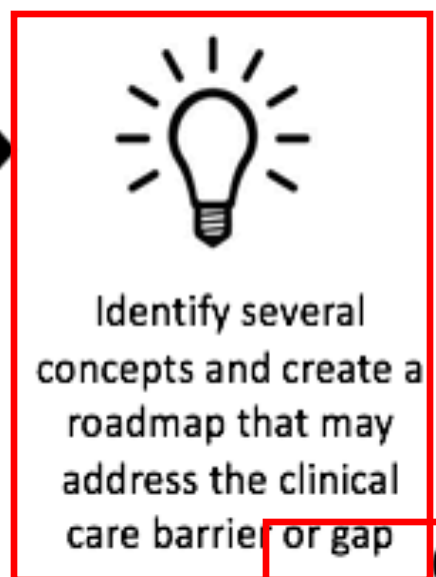 Identify several
concepts and create a
roadmap that may
address the clinical
care barrier or gap